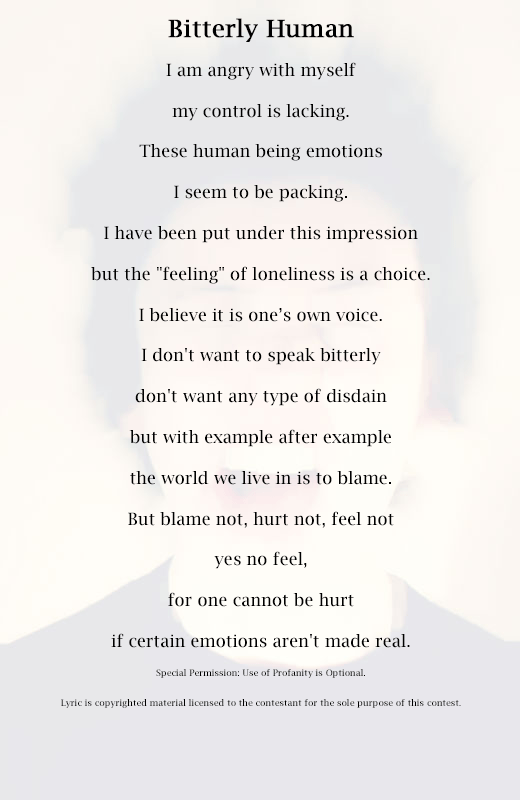 Bitterly Human
I am angry with myself
my control is lacking.
These human being emotions
I seem to be packing.
I have been put under this impression
but the "feeling" of loneliness is a choice.
I believe it is one's own voice.
I don't want to speak bitterly
don't want any type of disdain
but with example after example
the world we live in is to blame.
But blame not, hurt not, feel not
yes no feel,
for one cannot be hurt
if certain emotions aren't made real.
Special Permission: Use of Profanity is Optional.
Lyric is copyrighted material licensed to the contestant for the sole purpose of this contest.